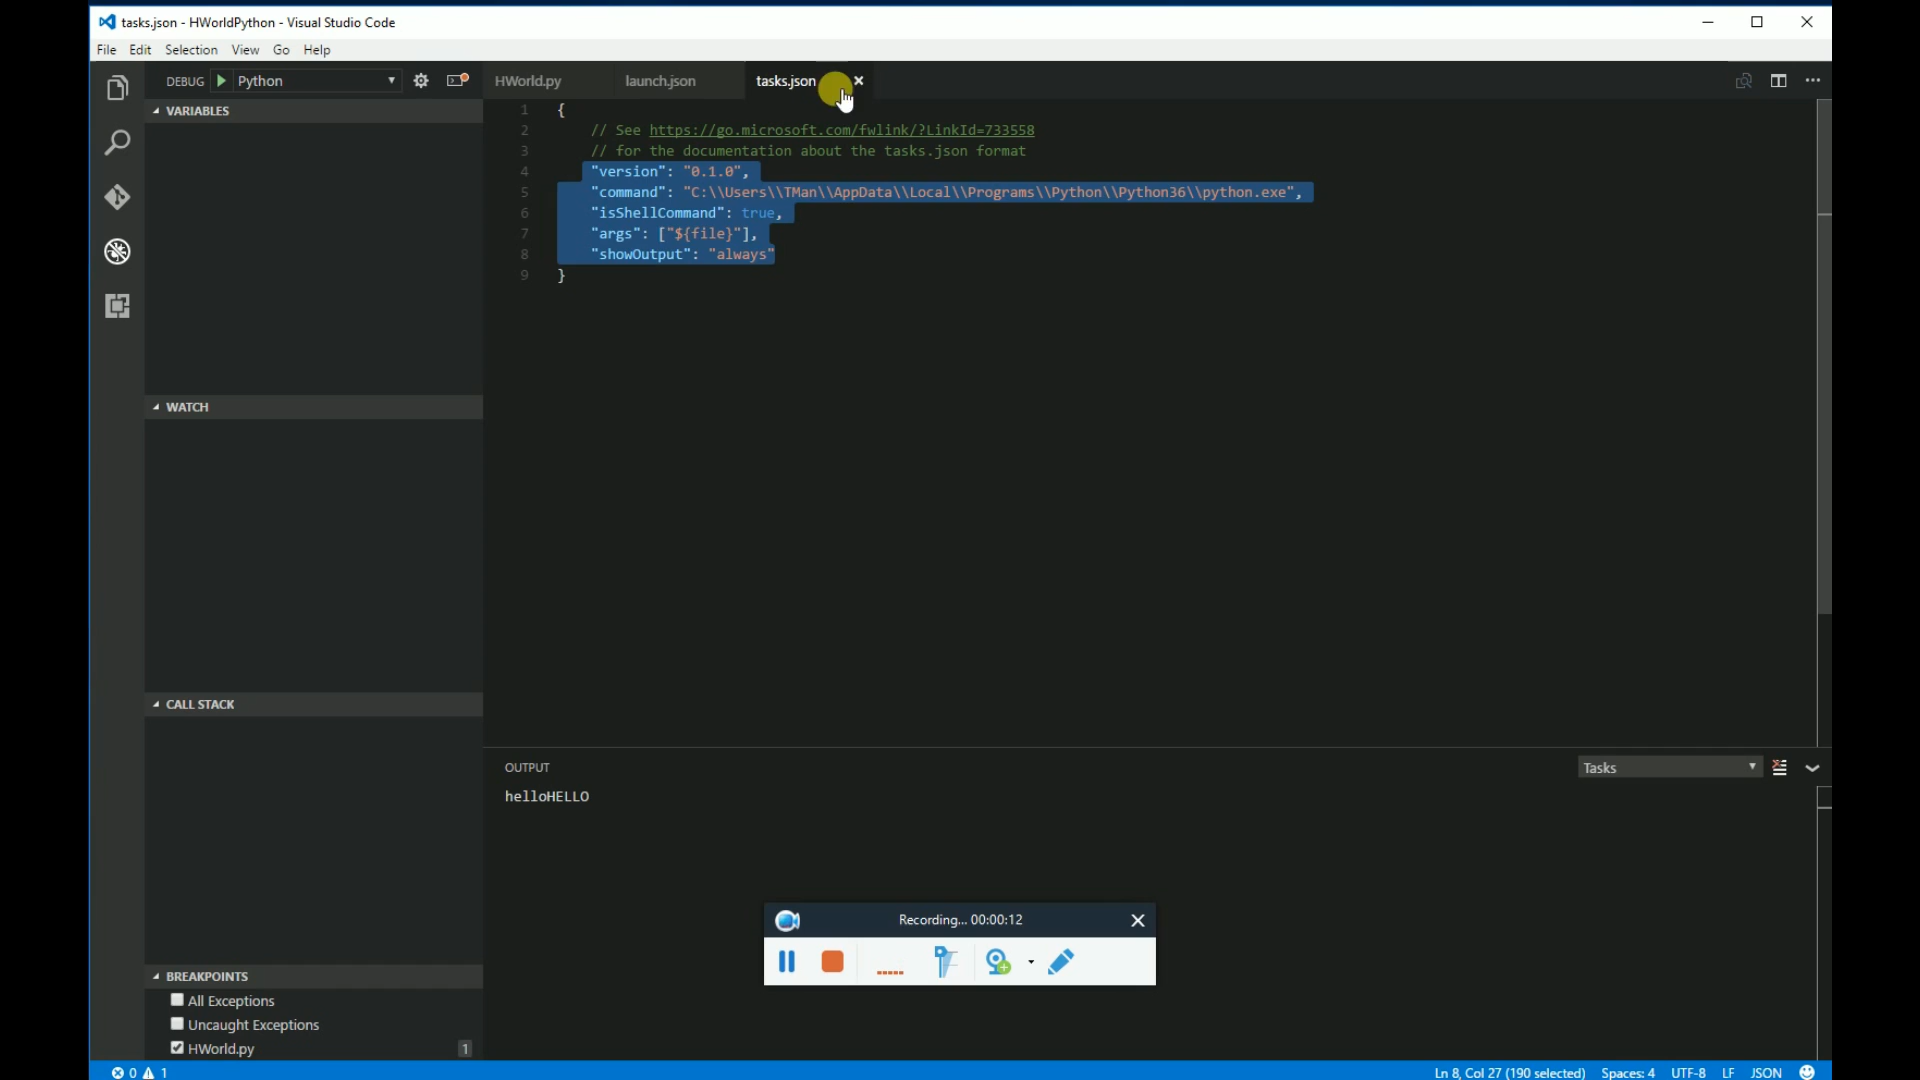 tasks.json - HWorldPython - Visual Studio Code
File Edit Selection View Go Help
DEBUG Python
HWorld.py launch.json tasks.json
VARIABLES
1 {
2 // See https://go.microsoft.com/fwlink/?LinkId=733558
3 // for the documentation about the tasks.json format
4 "version": "0.1.0",
5 "command": "C:\\Users\\TMan\\AppData\\Local\\Programs\\Python\\Python36\\python.exe",
6 "isShellCommand": true,
7 "args": ["${file}"],
8 "showOutput": "always"
9 }
WATCH
CALL STACK
OUTPUT Tasks
helloHELLO
Recording... 00:00:12
BREAKPOINTS
All Exceptions
Uncaught Exceptions
HWorld.py 1
0 1 Ln 8, Col 27 (190 selected) Spaces: 4 UTF-8 LF JSON